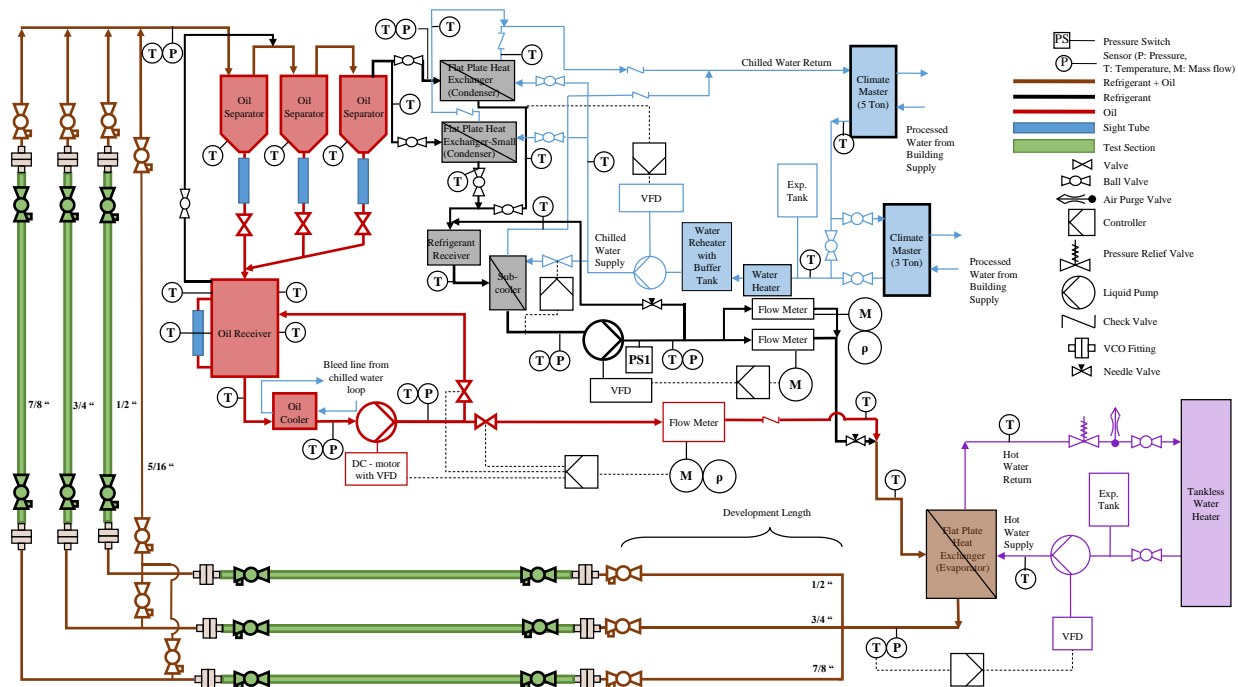 T
P
T
T
P
T
T
Oil
Separator
Oil
Separator
Oil
Separator
T
T
T
T
Flat Plate Heat
Exchanger
(Condenser)
Flat Plate Heat
Exchanger-Small
(Condenser)
T
T
T
Chilled Water Return
Climate
Master
(5 Ton)
T
Processed
Water from
Building
Supply
VFD
Exp.
Tank
Climate
Master
(3 Ton)
Processed
Water from
Building
Supply
Refrigerant
Receiver
T
T
Sub-
cooler
Chilled
Water
Supply
Water
Reheater
with
Buffer
Tank
Water
Heater
T
Flow Meter
M
ρ
Flow Meter
M
T
P
PS1
T
P
VFD
T
T
T
T
Oil Receiver
T
Bleed line from
chilled water
loop
Oil
Cooler
T
P
T
P
DC - motor
with VFD
Flow Meter
M
ρ
T
T
7/8 “
3/4 “
1/2 “
5/16 “
Development Length
1/2 “
3/4 “
7/8 “
Flat Plate
Heat
Exchanger
(Evaporator)
T
P
T
Hot
Water
Return
Hot
Water
Supply
T
Exp.
Tank
VFD
Tankless
Water
Heater
PS
Pressure Switch
P
Sensor (P: Pressure,
T: Temperature, M: Mass flow)
Refrigerant + Oil
Refrigerant
Oil
Sight Tube
Test Section
Valve
Ball Valve
Air Purge Valve
Controller
Pressure Relief Valve
Liquid Pump
Check Valve
VCO Fitting
Needle Valve